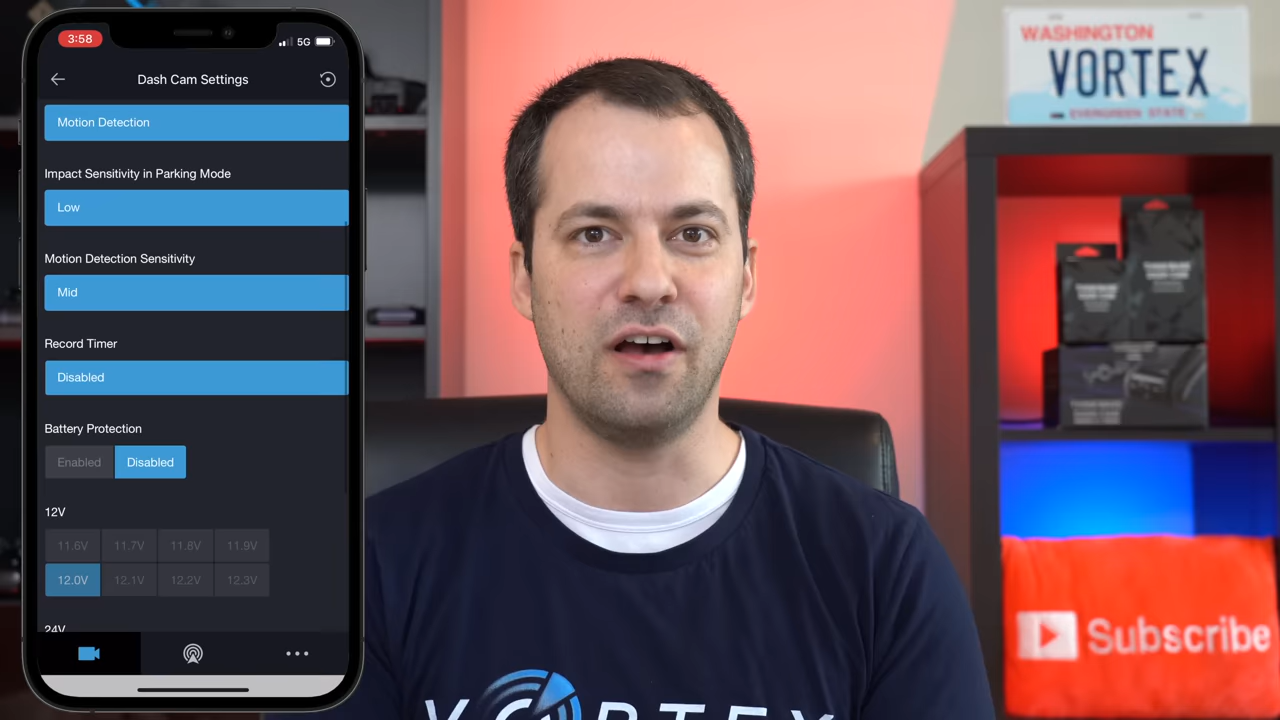 3:58
5G
Dash Cam Settings
Motion Detection
Impact Sensitivity in Parking Mode
Low
Motion Detection Sensitivity
Mid
Record Timer
Disabled
Battery Protection
Enabled Disabled
12V
11.6V 11.7V 11.8V 11.9V
12.0V 12.1V 12.2V 12.3V
24V
WASHINGTON
VORTEX
EVERGREEN STATE
Subscribe
VORTEX